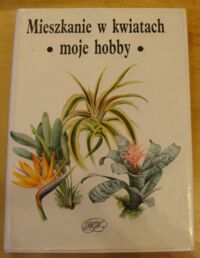 Mieszkanie w kwiatach
• moje hobby •